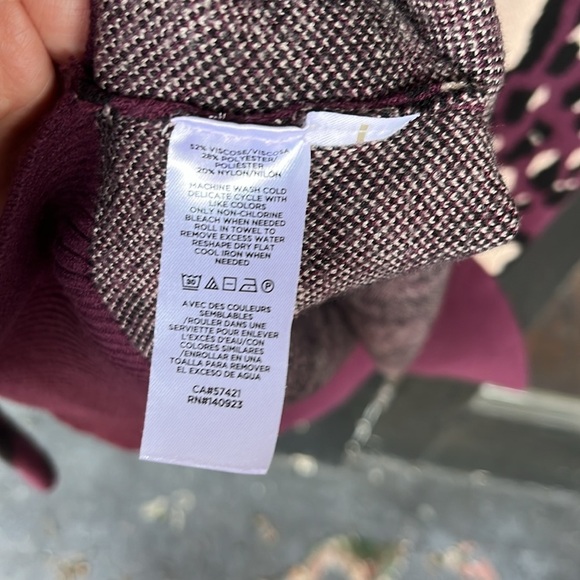 52% VISCOSE/VISCOSA
28% POLYESTER/
POLIÉSTER
20% NYLON/NILÓN
MACHINE WASH COLD
DELICATE CYCLE WITH
LIKE COLORS
ONLY NON-CHLORINE
BLEACH WHEN NEEDED
ROLL IN TOWEL TO
REMOVE EXCESS WATER
RESHAPE DRY FLAT
COOL IRON WHEN
NEEDED
30 P
AVEC DES COULEURS
SEMBLABLES
/ROULER DANS UNE
SERVIETTE POUR ENLEVER
L'EXCÈS D'EAU/CON
COLORES SIMILARES
/ENROLLAR EN UNA
TOALLA PARA REMOVER
EL EXCESO DE AGUA
CA#57421
RN#140923